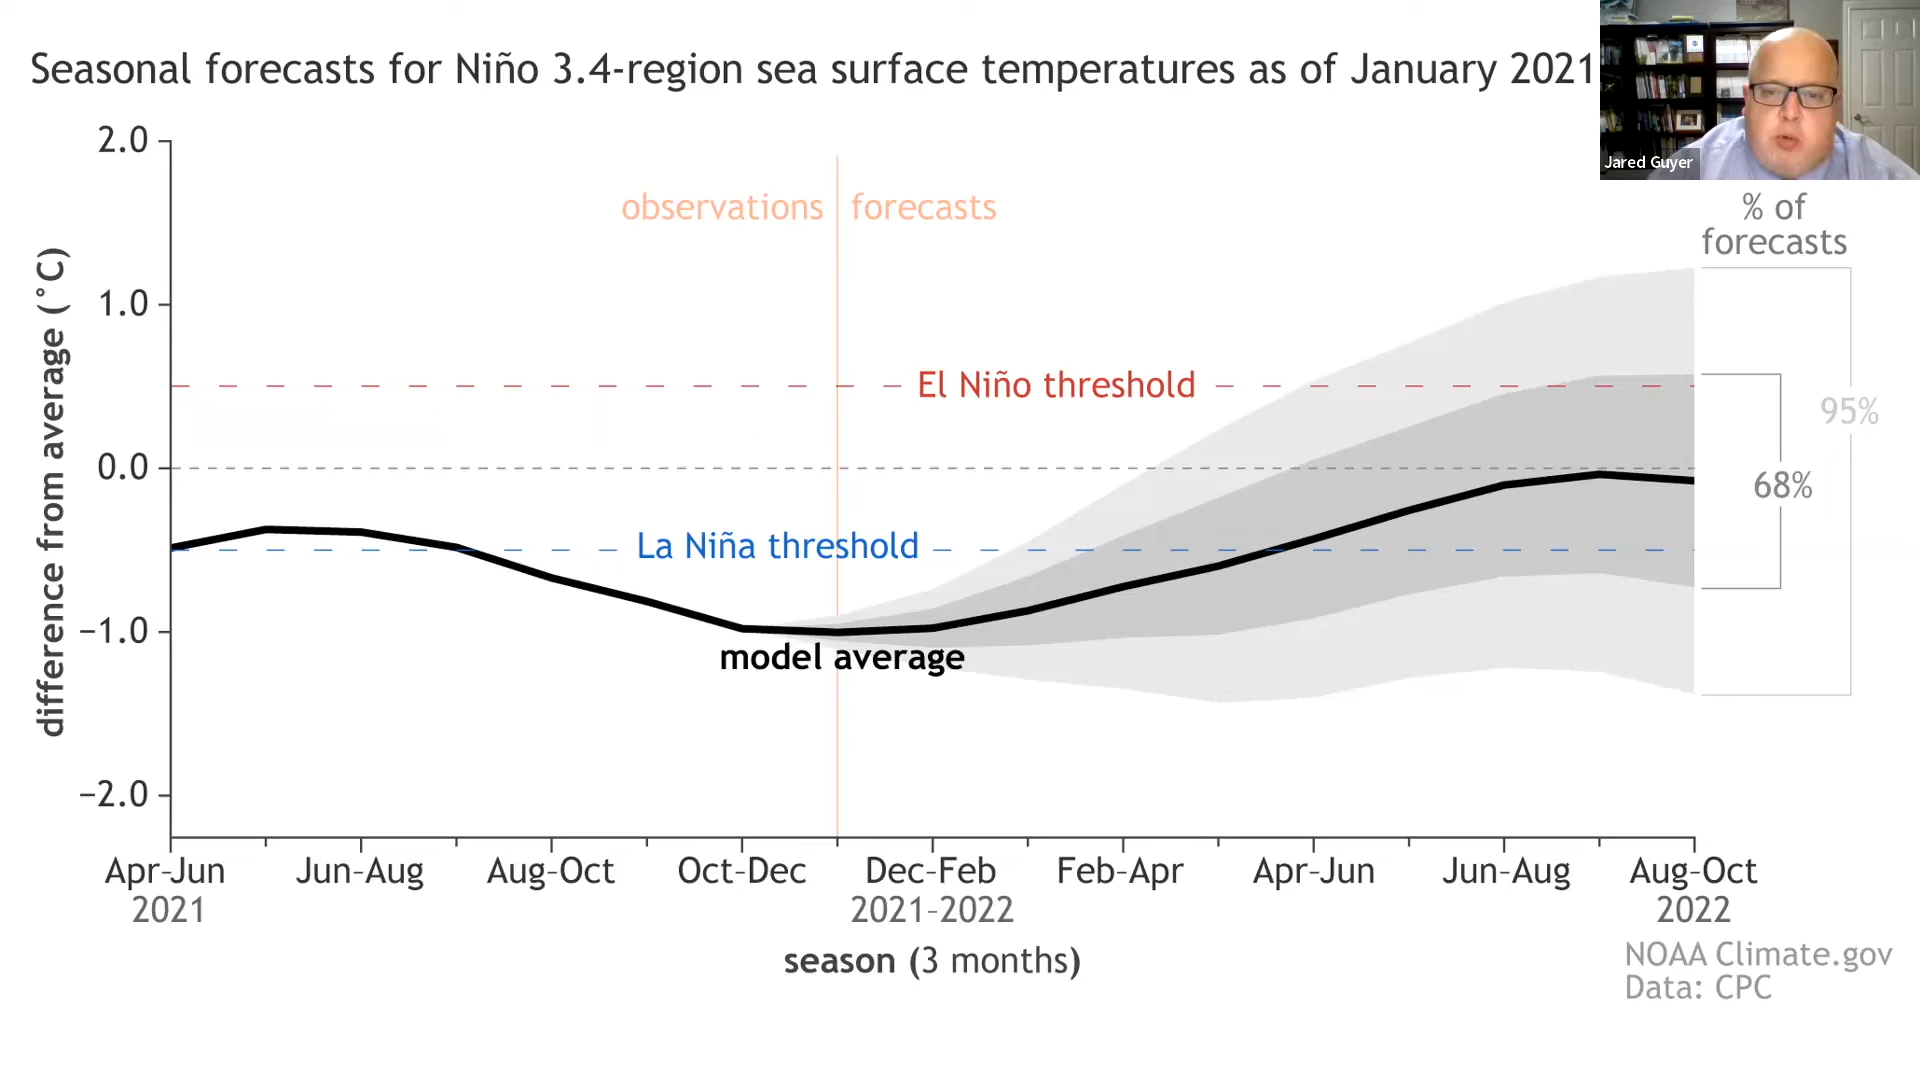 Seasonal forecasts for Niño 3.4-region sea surface temperatures as of January 2021
Jared Guyer
% of
forecasts
observations
forecasts
difference from average (°C)
2.0
1.0
0.0
−1.0
−2.0
El Niño threshold
La Niña threshold
model average
95%
68%
Apr–Jun
2021
Jun–Aug
Aug–Oct
Oct–Dec
Dec–Feb
2021–2022
Feb–Apr
Apr–Jun
Jun–Aug
Aug–Oct
2022
season (3 months)
NOAA Climate.gov
Data: CPC